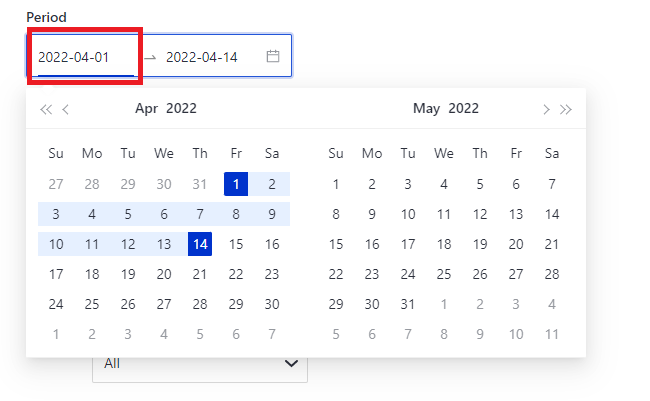 Period
2022-04-01 → 2022-04-14
Apr 2022 May 2022
Su Mo Tu We Th Fr Sa Su Mo Tu We Th Fr Sa
27 28 29 30 31 1 2 1 2 3 4 5 6 7
3 4 5 6 7 8 9 8 9 10 11 12 13 14
10 11 12 13 14 15 16 15 16 17 18 19 20 21
17 18 19 20 21 22 23 22 23 24 25 26 27 28
24 25 26 27 28 29 30 29 30 31 1 2 3 4
1 2 3 4 5 6 7 5 6 7 8 9 10 11
All